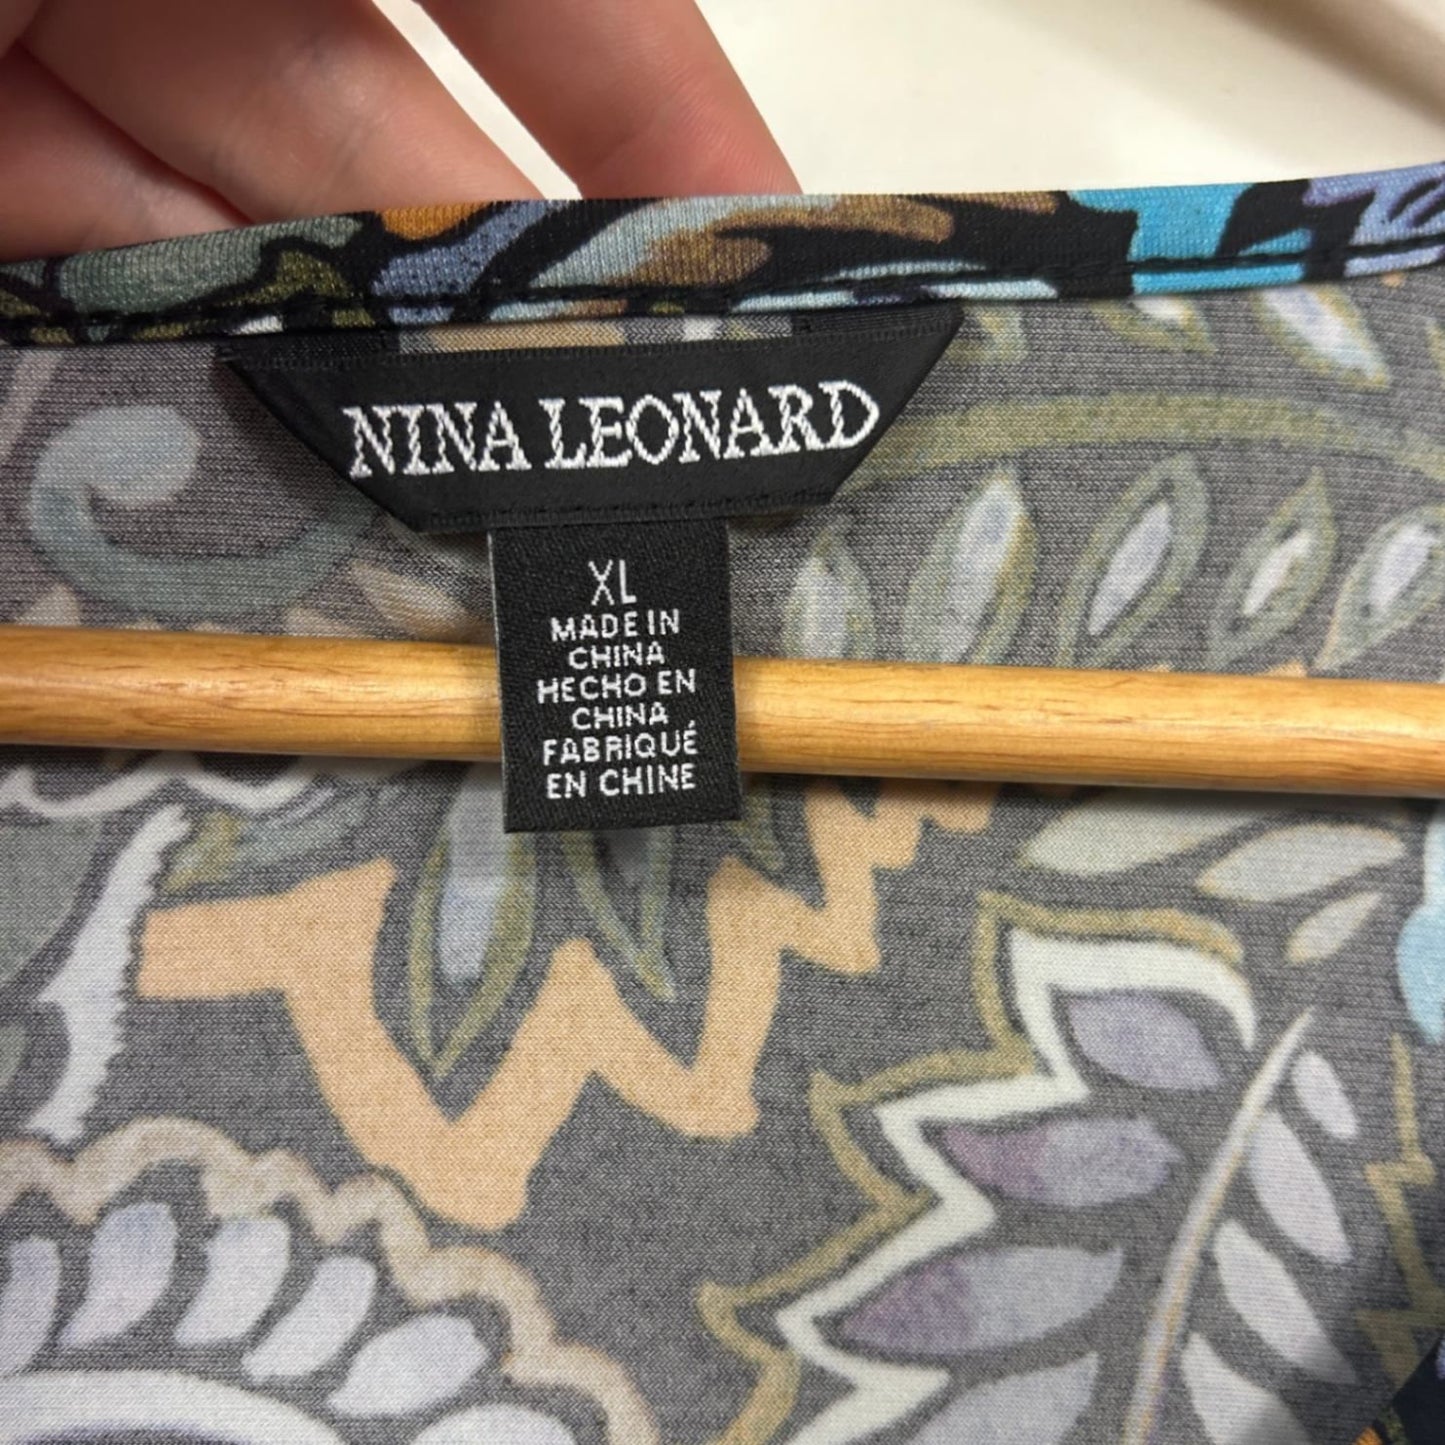 NINA LEONARD
XL
MADE IN
CHINA
HECHO EN
CHINA
FABRIQUÉ
EN CHINE